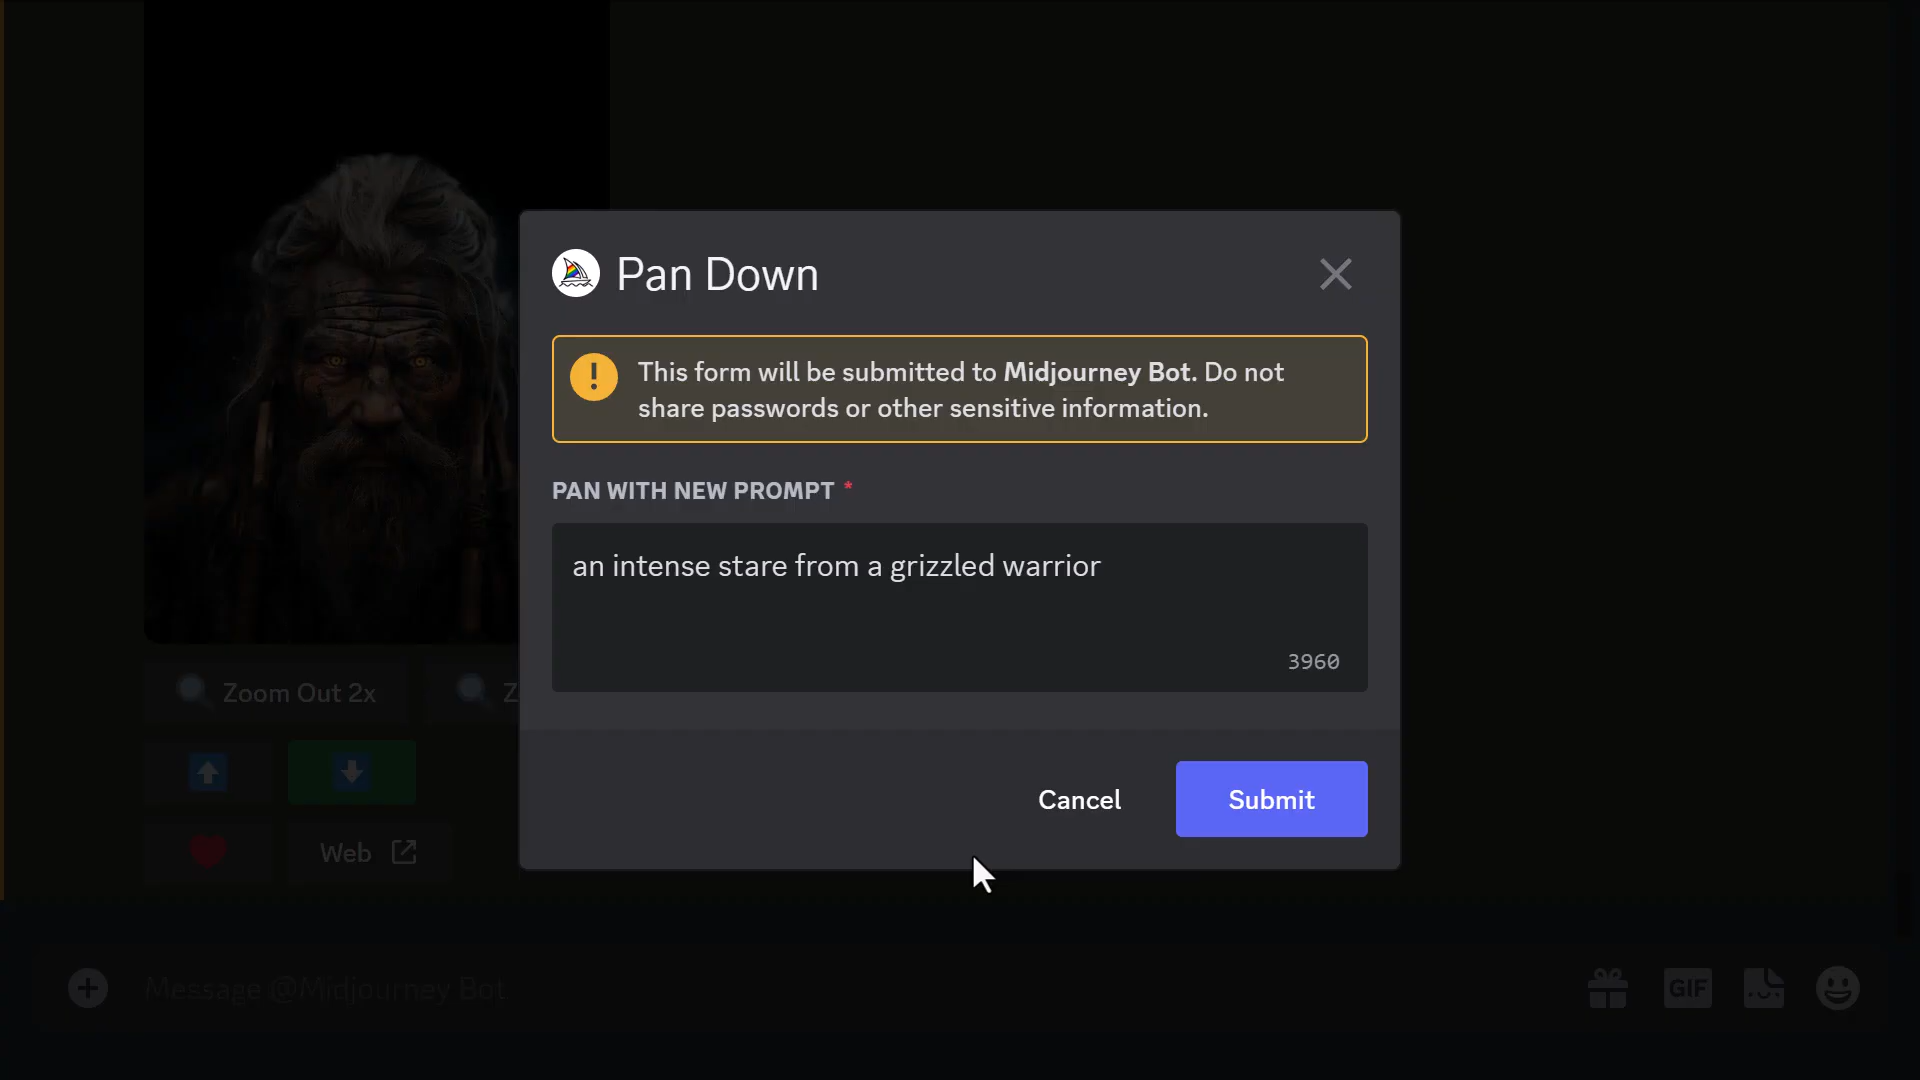 Pan Down
This form will be submitted to Midjourney Bot. Do not
share passwords or other sensitive information.
PAN WITH NEW PROMPT *
an intense stare from a grizzled warrior
3960
Zoom Out 2x
Z
Cancel
Submit
Web
Message @Midjourney Bot
GIF